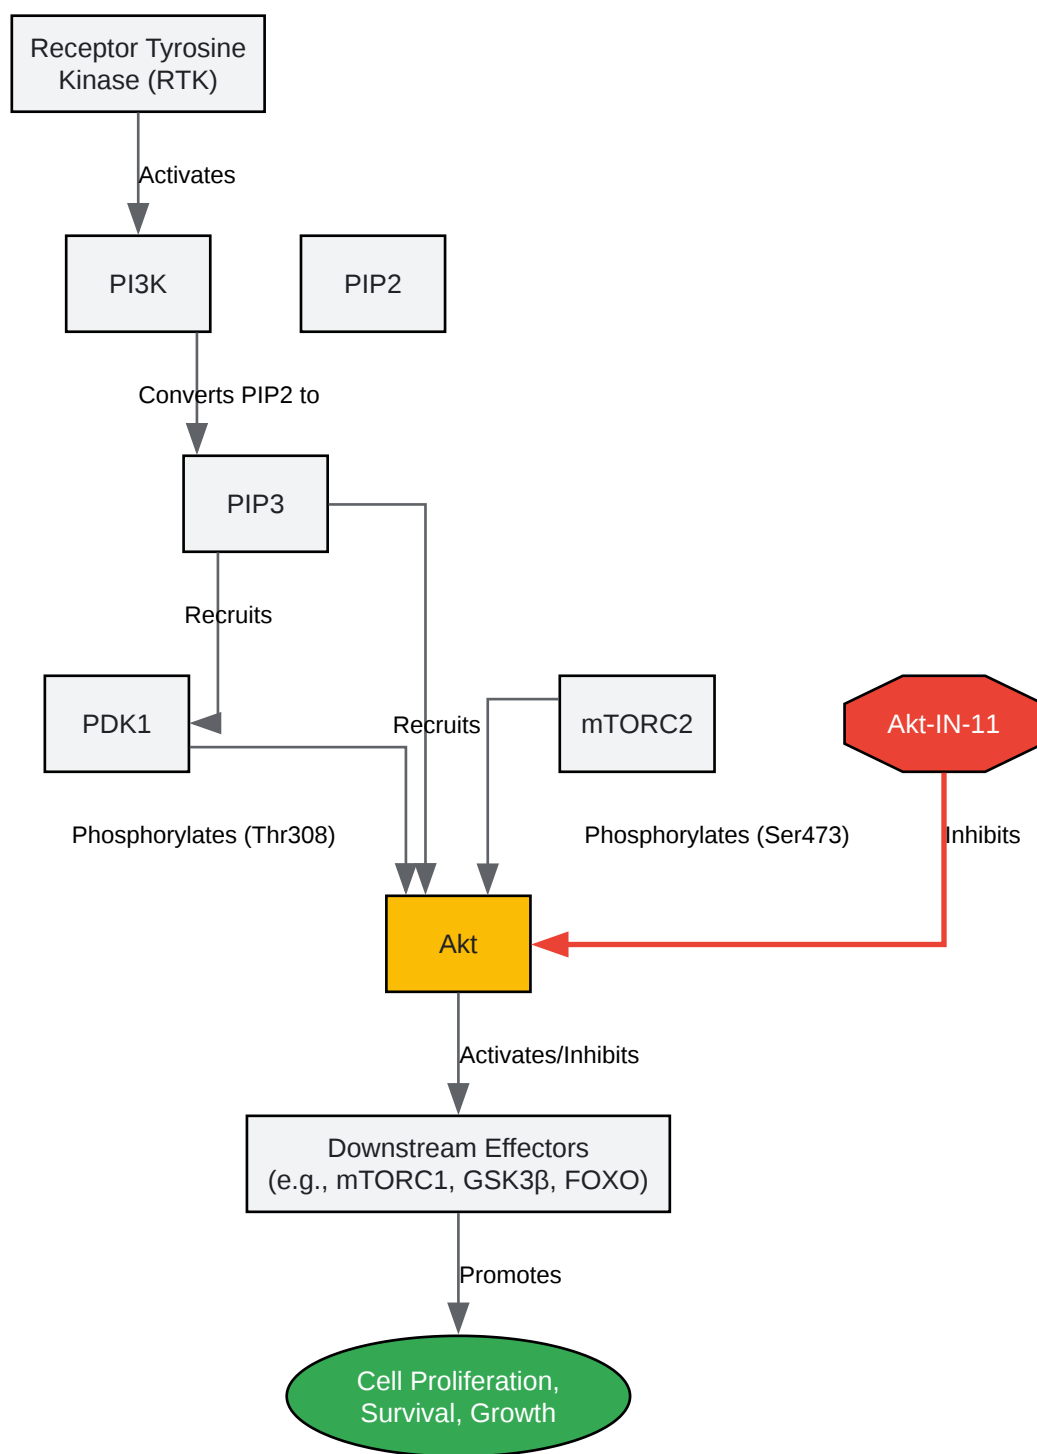 Receptor Tyrosine
Kinase (RTK)
Activates
PI3K
PIP2
Converts PIP2 to
PIP3
Recruits
PDK1
Recruits
mTORC2
Akt-IN-11
Phosphorylates (Thr308)
Phosphorylates (Ser473)
Inhibits
Akt
Activates/Inhibits
Downstream Effectors
(e.g., mTORC1, GSK3β, FOXO)
Promotes
Cell Proliferation,
Survival, Growth